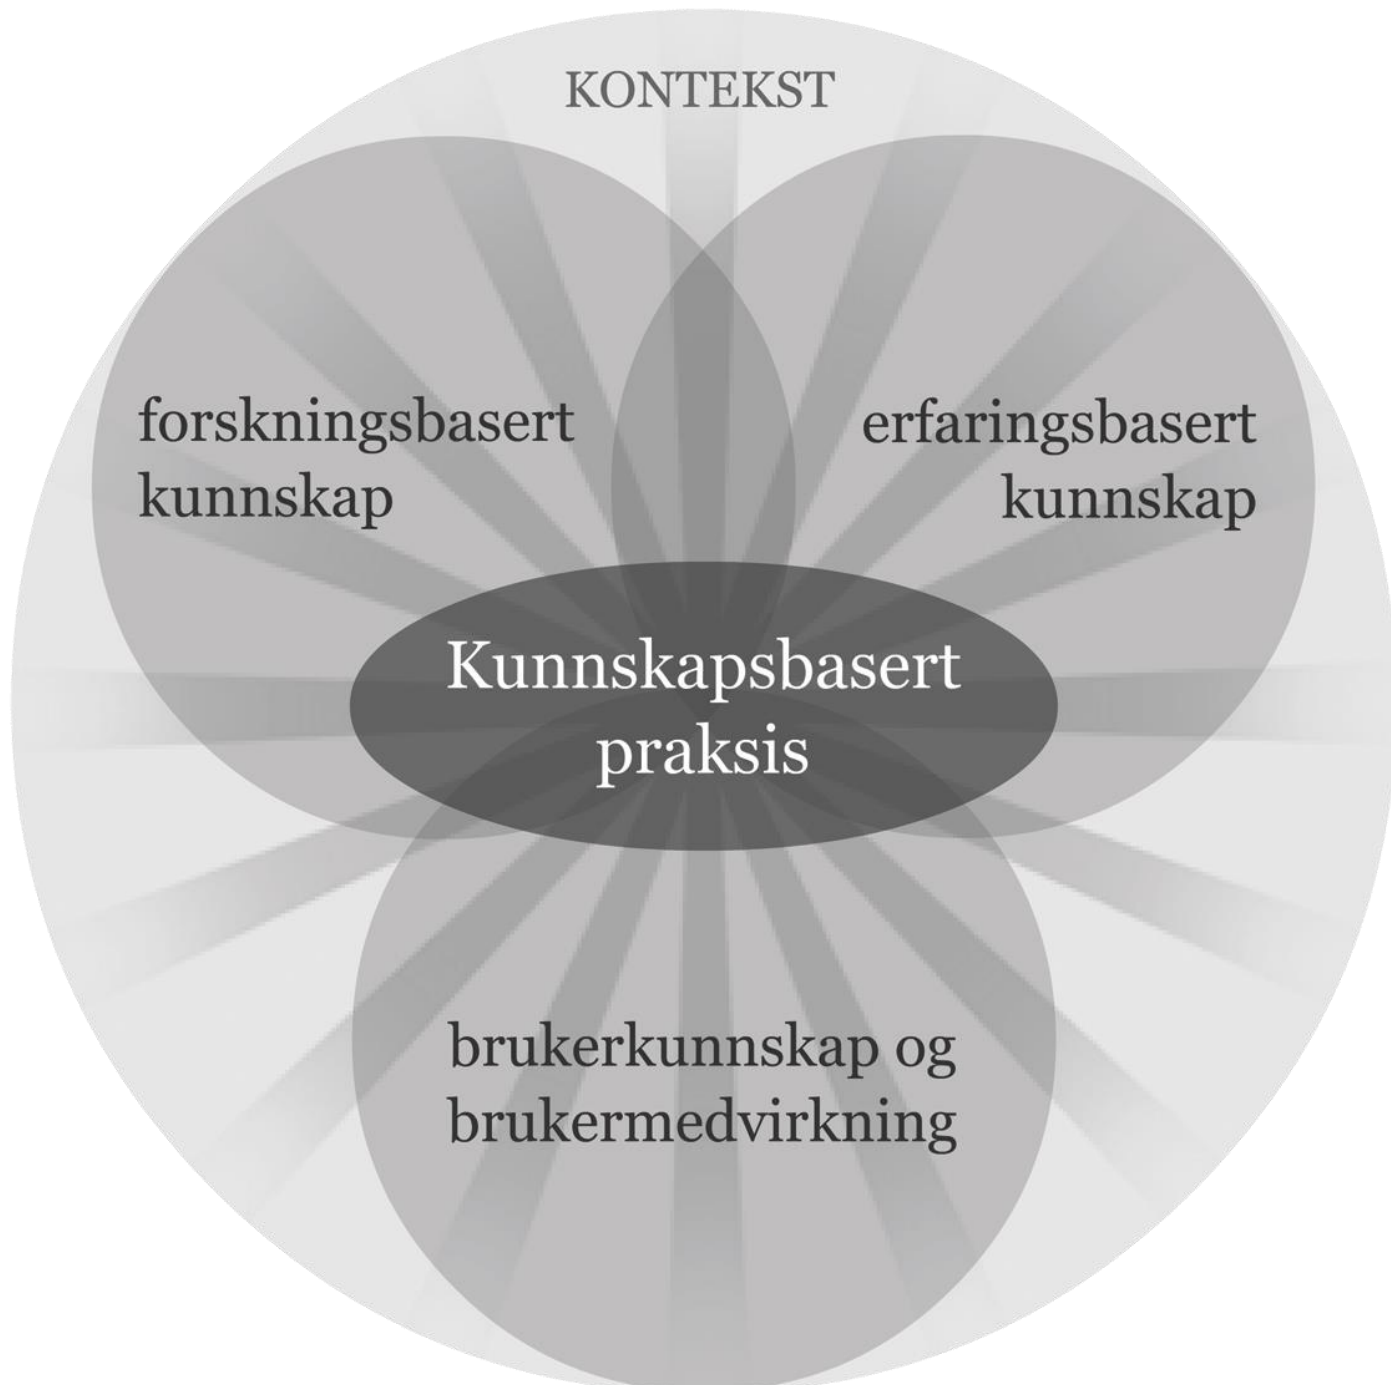 KONTEKST
forskningsbasert
kunnskap
erfaringsbasert
kunnskap
Kunnskapsbasert
praksis
brukerkunnskap og
brukermedvirkning